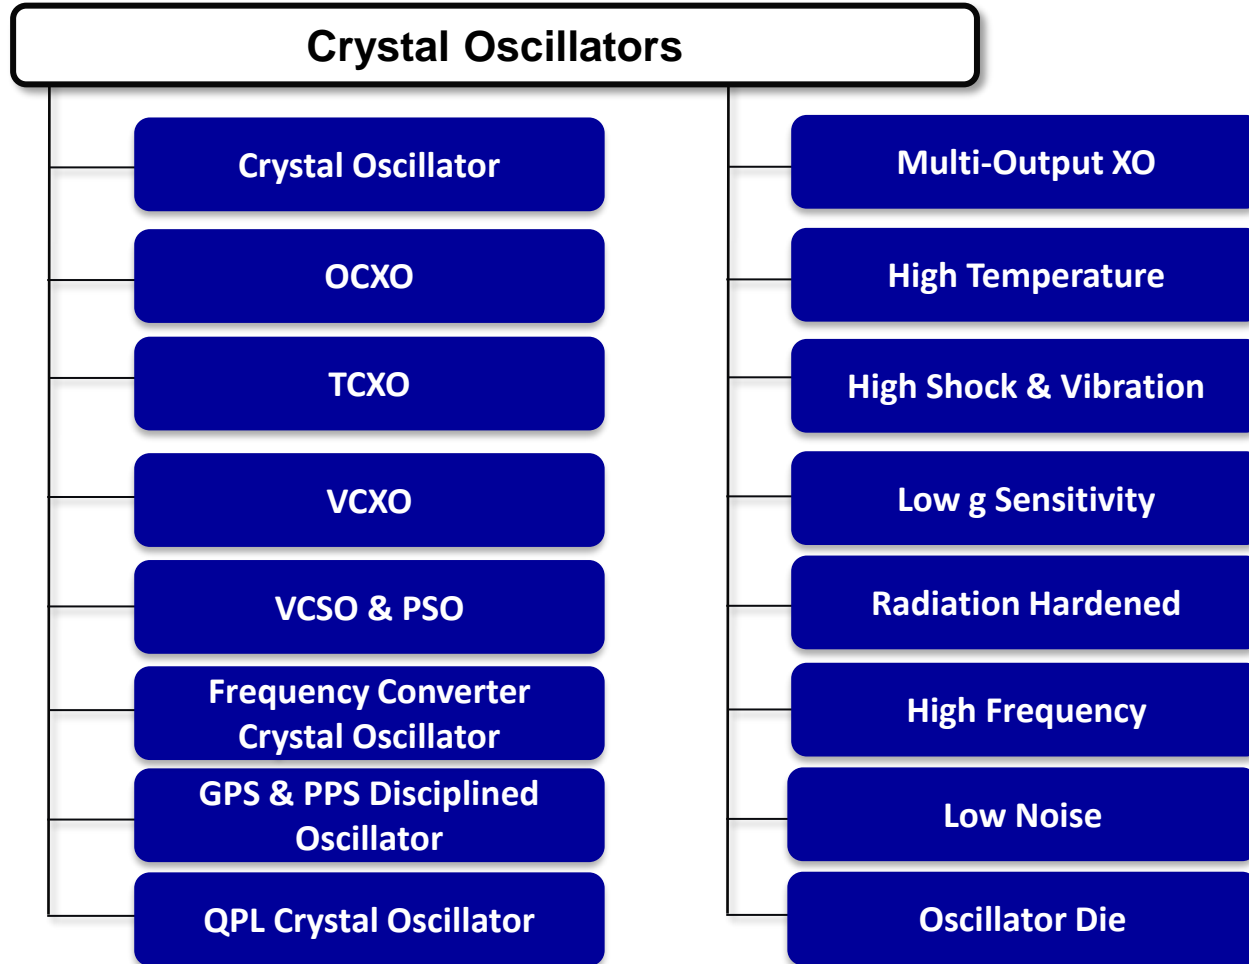 Crystal Oscillators
Crystal Oscillator
OCXO
TCXO
VCXO
VCSO & PSO
Frequency Converter
Crystal Oscillator
GPS & PPS Disciplined
Oscillator
QPL Crystal Oscillator
Multi-Output XO
High Temperature
High Shock & Vibration
Low g Sensitivity
Radiation Hardened
High Frequency
Low Noise
Oscillator Die